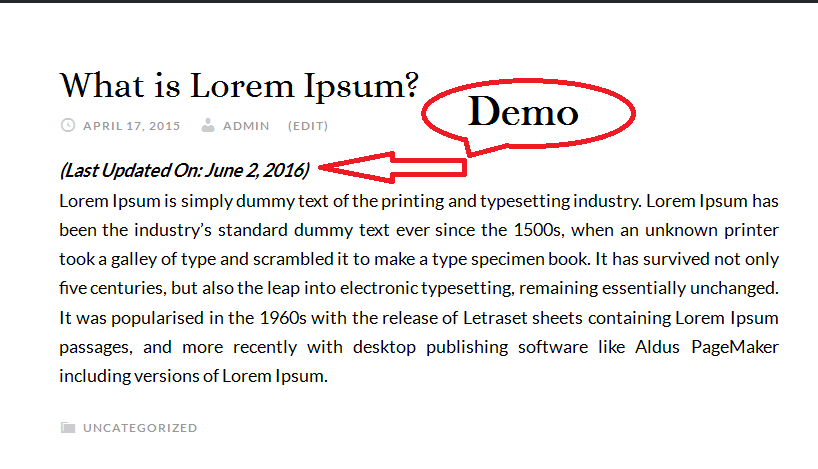 What is Lorem Ipsum?
Demo
APRIL 17, 2015 ADMIN (EDIT)
(Last Updated On: June 2, 2016)
Lorem Ipsum is simply dummy text of the printing and typesetting industry. Lorem Ipsum has
been the industry’s standard dummy text ever since the 1500s, when an unknown printer
took a galley of type and scrambled it to make a type specimen book. It has survived not only
five centuries, but also the leap into electronic typesetting, remaining essentially unchanged.
It was popularised in the 1960s with the release of Letraset sheets containing Lorem Ipsum
passages, and more recently with desktop publishing software like Aldus PageMaker
including versions of Lorem Ipsum.
UNCATEGORIZED